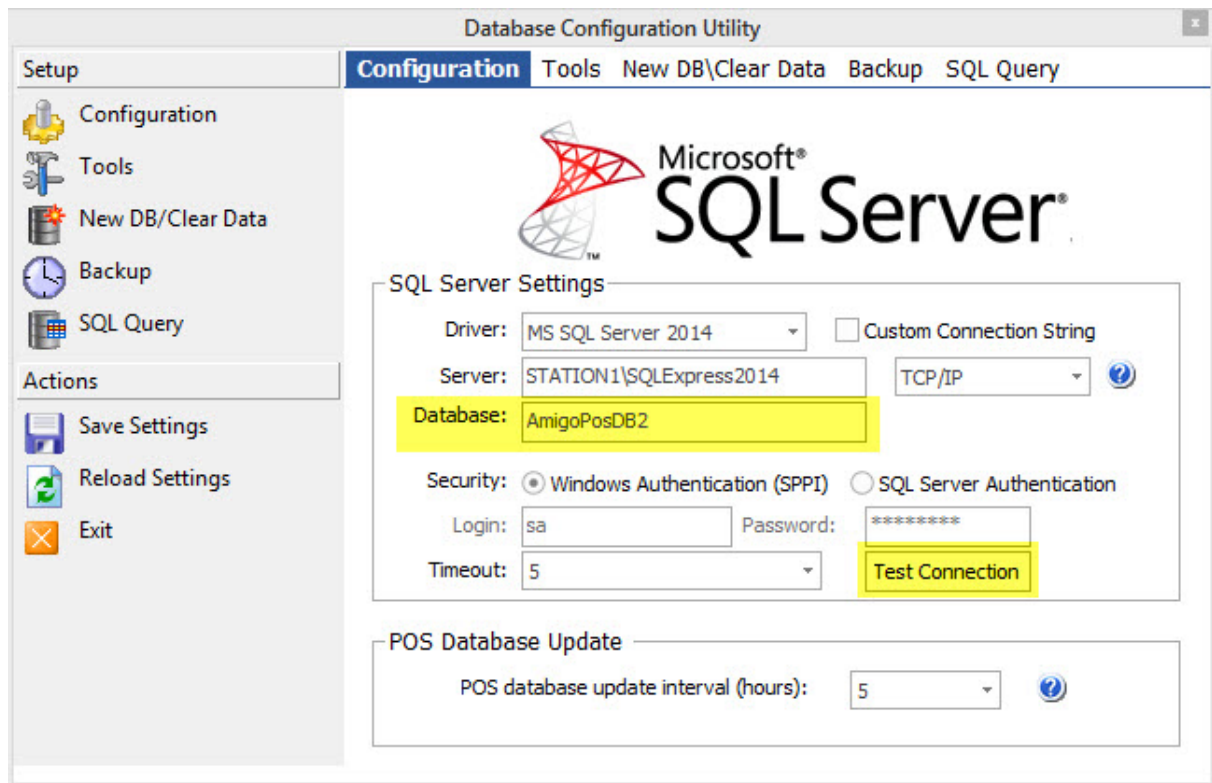 Database Configuration Utility
x
Setup
Configuration
Tools
New DB/Clear Data
Backup
SQL Query
Actions
Save Settings
Reload Settings
Exit
Configuration Tools New DB\Clear Data Backup SQL Query
Microsoft®
SQL Server®
TM
SQL Server Settings
Driver: MS SQL Server 2014 Custom Connection String
Server: STATION1\SQLExpress2014 TCP/IP ?
Database: AmigoPosDB2
Security: Windows Authentication (SPPI) SQL Server Authentication
Login: sa Password: ********
Timeout: 5 Test Connection
POS Database Update
POS database update interval (hours): 5 ?